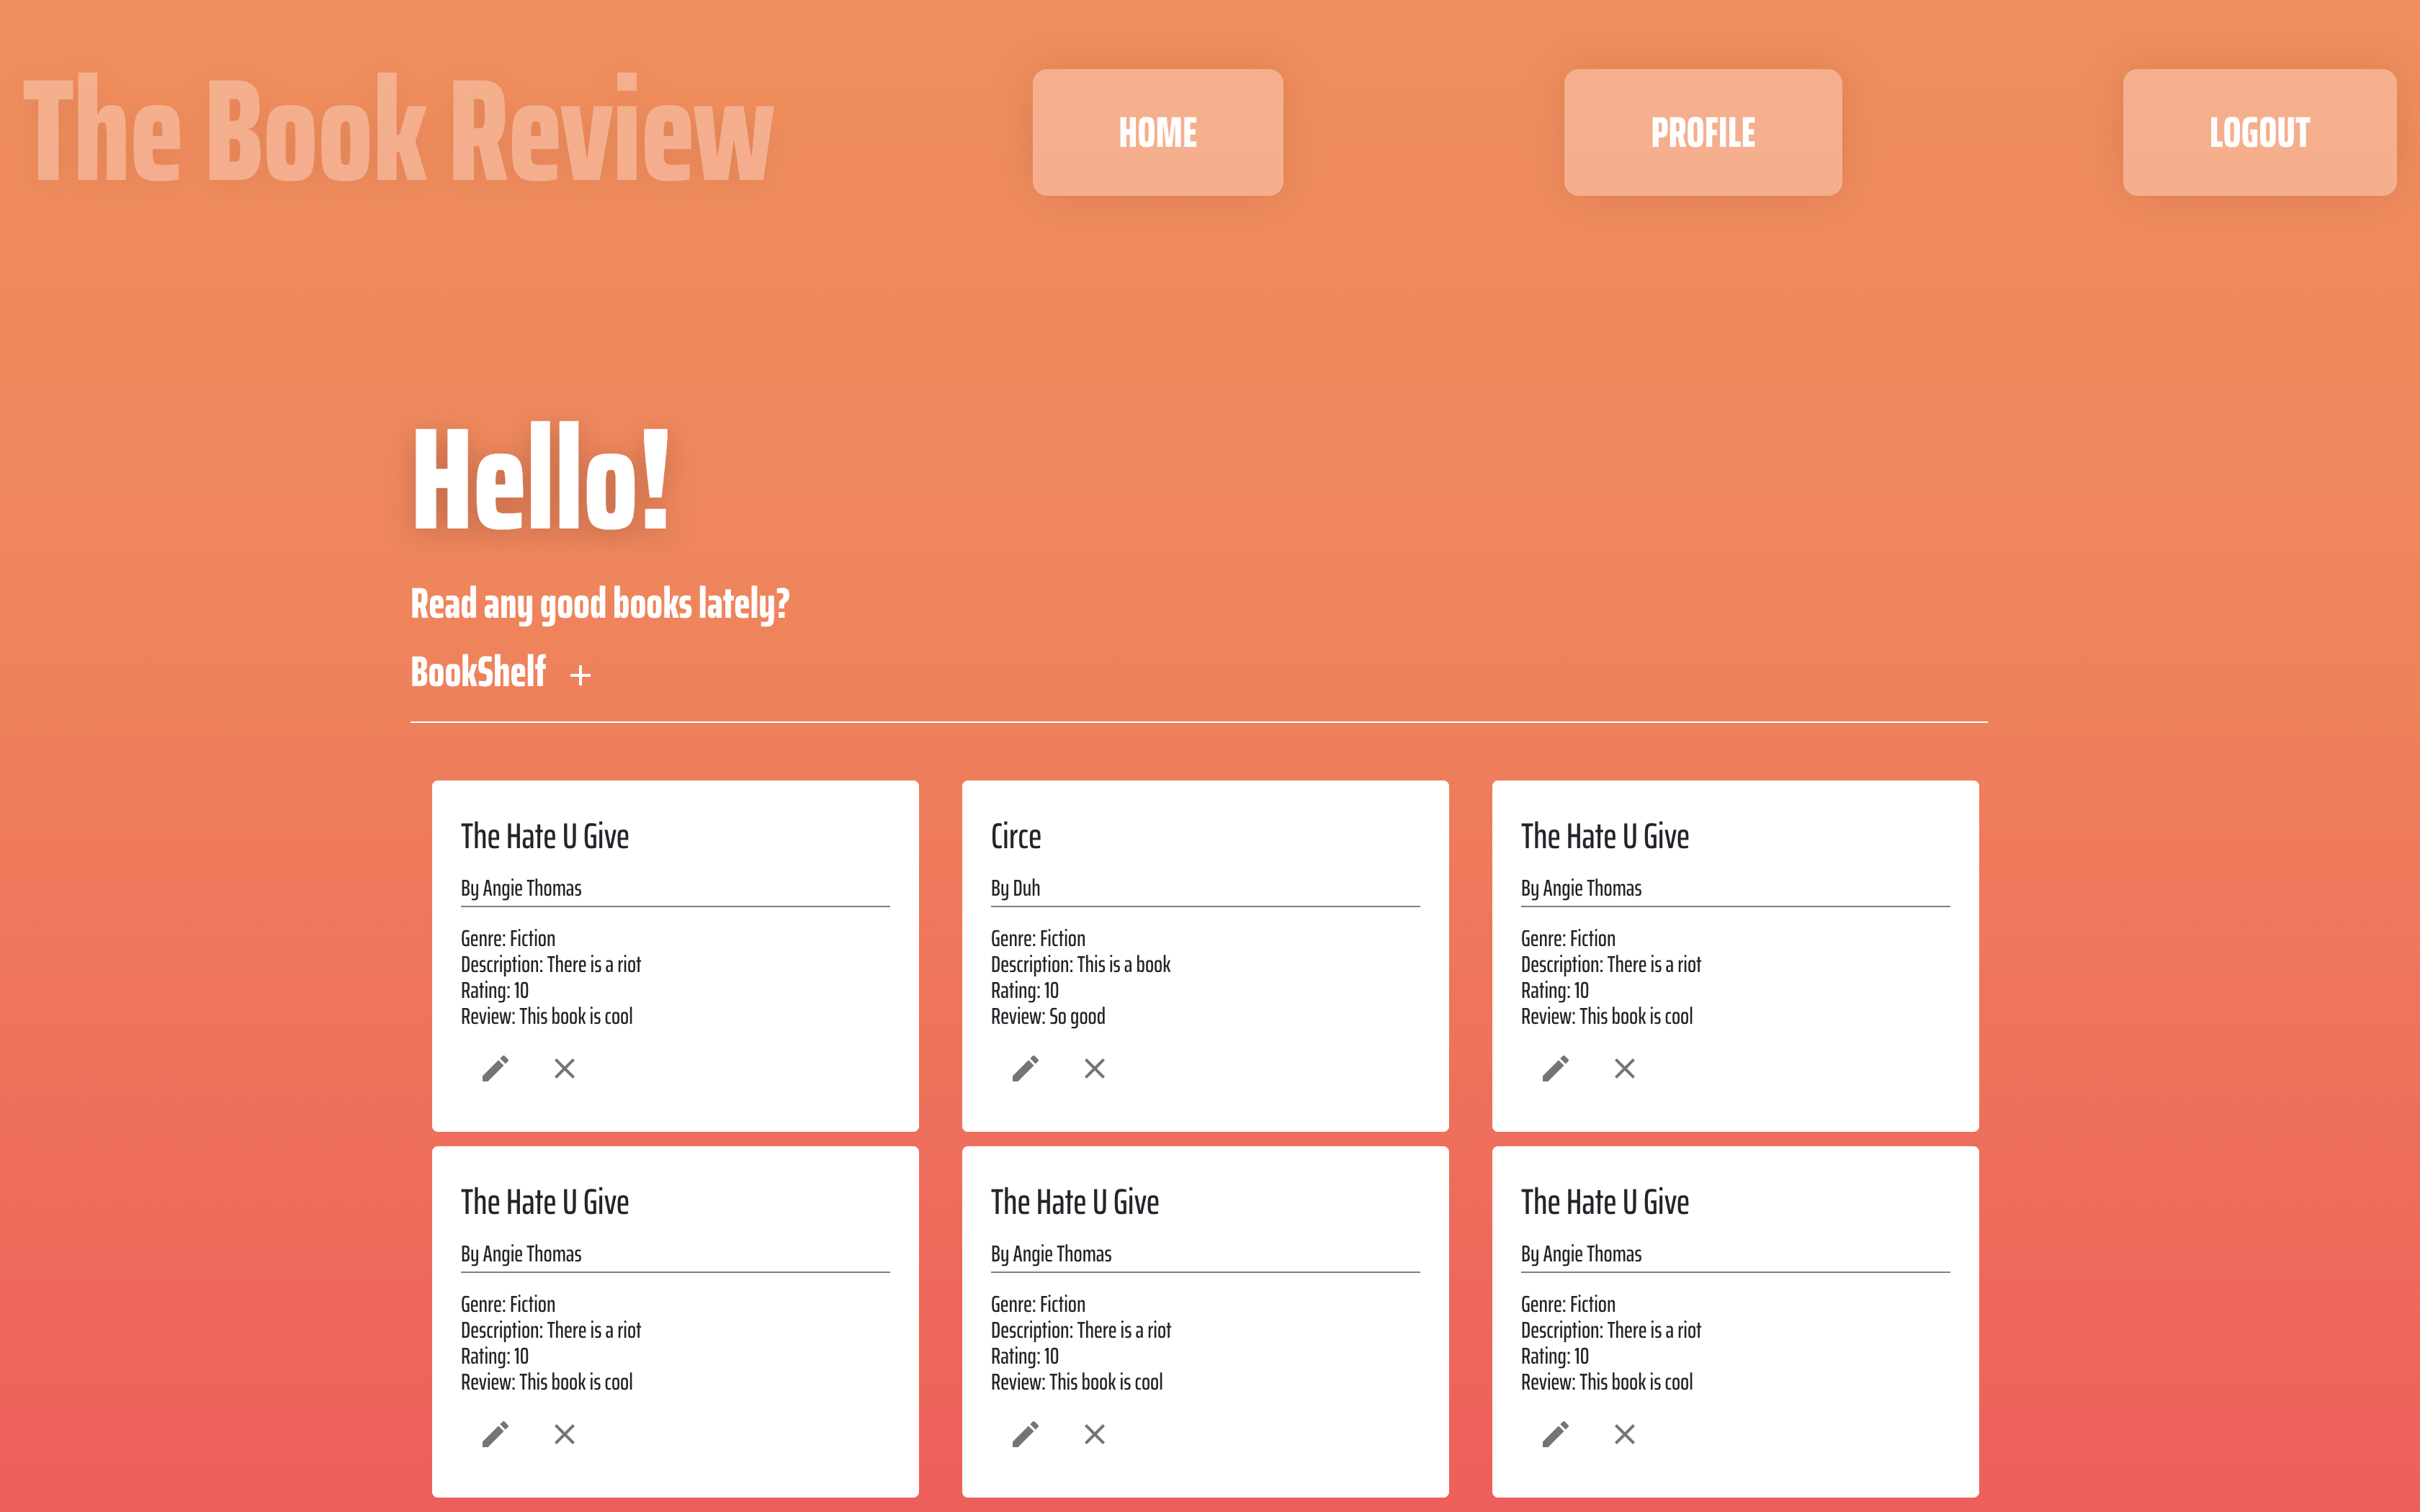 The Book Review
HOME
PROFILE
LOGOUT
Hello!
Read any good books lately?
BookShelf +
The Hate U Give
By Angie Thomas
Genre: Fiction
Description: There is a riot
Rating: 10
Review: This book is cool
Circe
By Duh
Genre: Fiction
Description: This is a book
Rating: 10
Review: So good
The Hate U Give
By Angie Thomas
Genre: Fiction
Description: There is a riot
Rating: 10
Review: This book is cool
The Hate U Give
By Angie Thomas
Genre: Fiction
Description: There is a riot
Rating: 10
Review: This book is cool
The Hate U Give
By Angie Thomas
Genre: Fiction
Description: There is a riot
Rating: 10
Review: This book is cool
The Hate U Give
By Angie Thomas
Genre: Fiction
Description: There is a riot
Rating: 10
Review: This book is cool